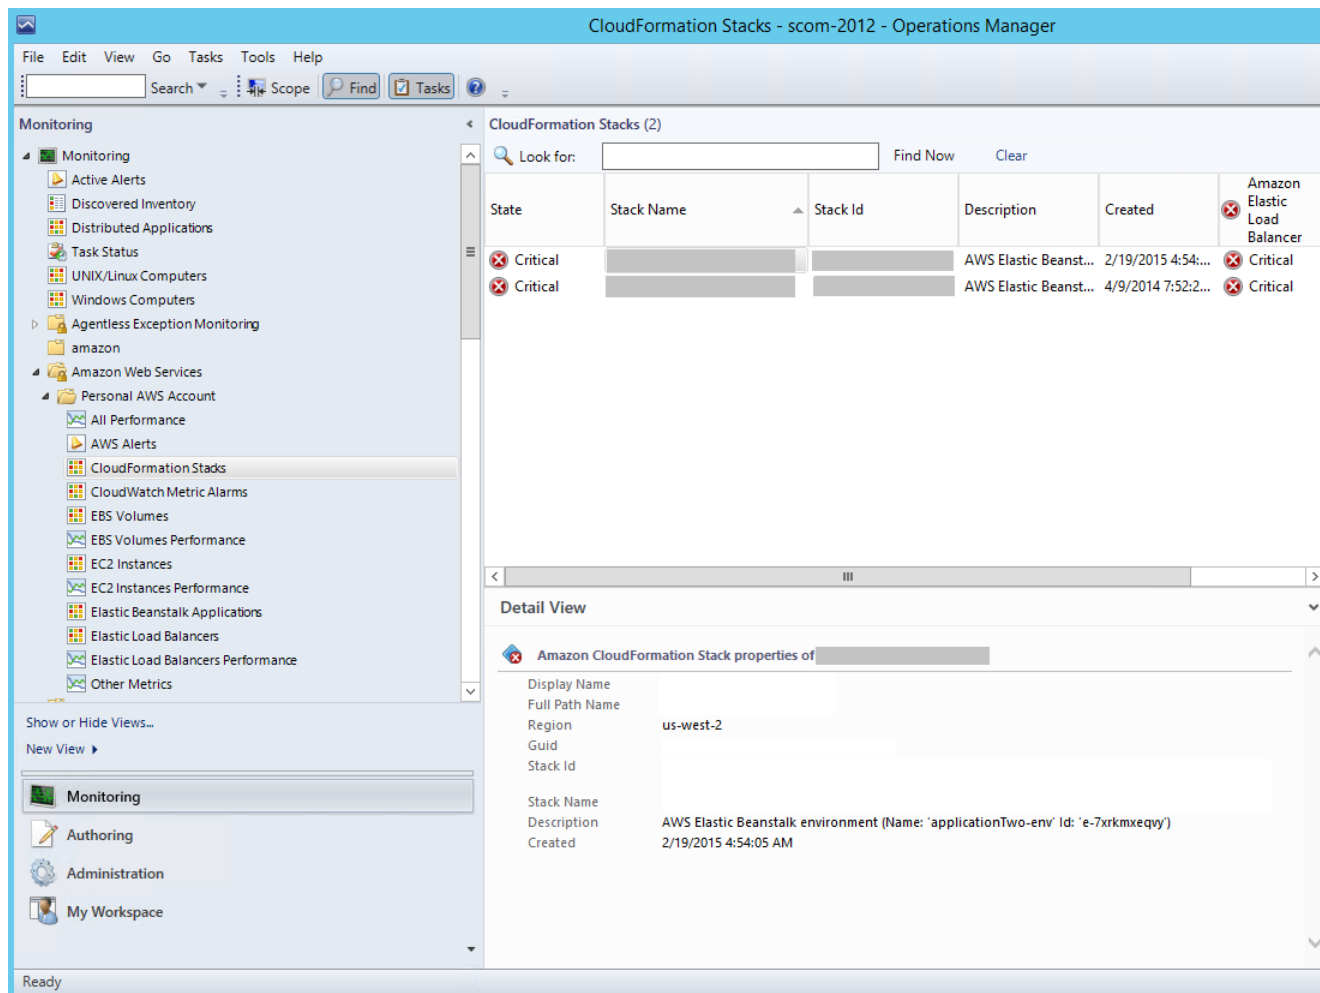 CloudFormation Stacks - scom-2012 - Operations Manager
File Edit View Go Tasks Tools Help
Search Scope Find Tasks
Monitoring
CloudFormation Stacks (2)
Monitoring
Look for: Find Now Clear
Active Alerts
Discovered Inventory
Distributed Applications
Task Status
UNIX/Linux Computers
Windows Computers
Agentless Exception Monitoring
amazon
Amazon Web Services
Personal AWS Account
All Performance
AWS Alerts
CloudFormation Stacks
CloudWatch Metric Alarms
EBS Volumes
EBS Volumes Performance
EC2 Instances
EC2 Instances Performance
Elastic Beanstalk Applications
Elastic Load Balancers
Elastic Load Balancers Performance
Other Metrics
Show or Hide Views...
New View
Monitoring
Authoring
Administration
My Workspace
State Stack Name Stack Id Description Created Amazon Elastic Load Balancer
Critical AWS Elastic Beanst... 2/19/2015 4:54:... Critical
Critical AWS Elastic Beanst... 4/9/2014 7:52:2... Critical
Detail View
Amazon CloudFormation Stack properties of
Display Name
Full Path Name
Region us-west-2
Guid
Stack Id
Stack Name
Description AWS Elastic Beanstalk environment (Name: 'applicationTwo-env' Id: 'e-7xrkmxeqvy')
Created 2/19/2015 4:54:05 AM
Ready